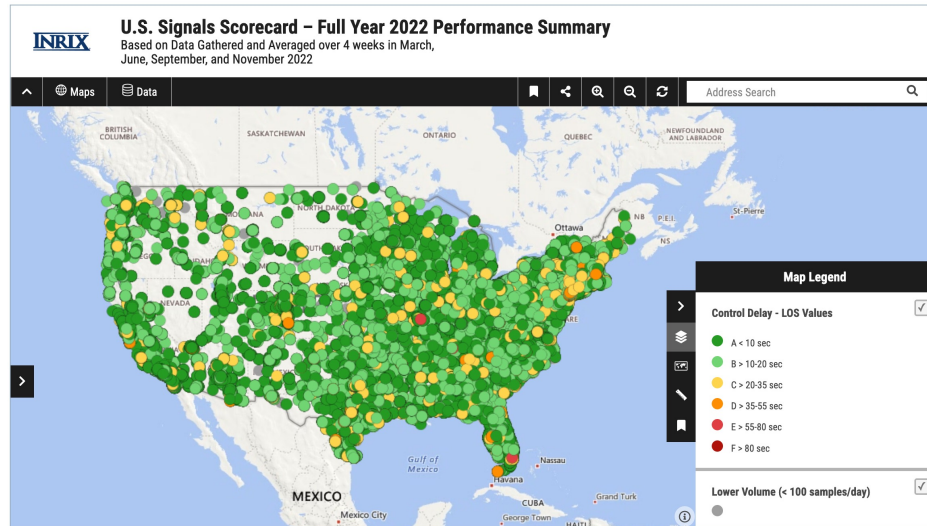 INRIX
U.S. Signals Scorecard – Full Year 2022 Performance Summary
Based on Data Gathered and Averaged over 4 weeks in March,
June, September, and November 2022
Maps
Data
Address Search
BRITISH
COLUMBIA
SASKATCHEWAN
ONTARIO
QUEBEC
NEWFOUNDLAND
AND LABRADOR
NORTH DAKOTA
Ottawa
NB
P.E.I.
St-Pierre
NS
NEVADA
Gulf of
Mexico
Nassau
Havana
MEXICO
CUBA
Grand Turk
Mexico City
George Town
HAITI
Map Legend
Control Delay - LOS Values
A < 10 sec
B > 10-20 sec
C > 20-35 sec
D > 35-55 sec
E > 55-80 sec
F > 80 sec
Lower Volume (< 100 samples/day)